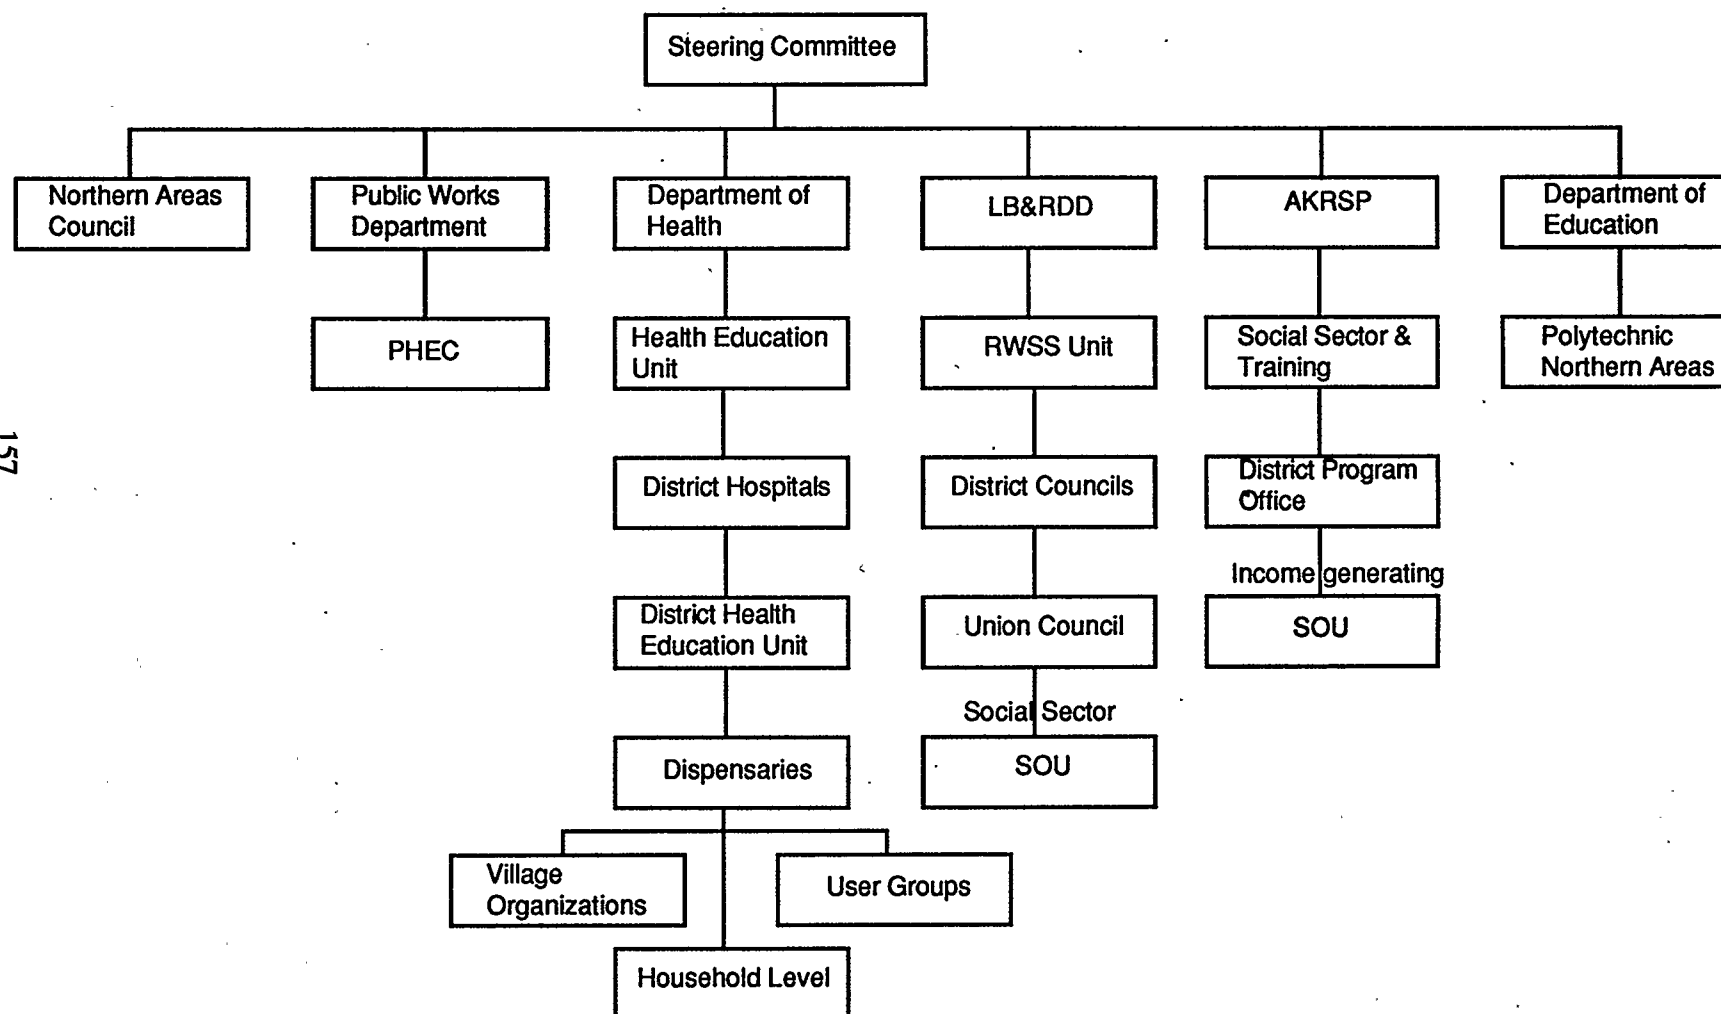 Steering Committee
Northern Areas
Council
Public Works
Department
Department of
Health
LB&RDD
AKRSP
Department of
Education
PHEC
Health Education
Unit
RWSS Unit
Social Sector &
Training
Polytechnic
Northern Areas
157
District Hospitals
District Councils
District Program
Office
Income generating
District Health
Education Unit
Union Council
SOU
Social Sector
Dispensaries
SOU
Village
Organizations
User Groups
Household Level